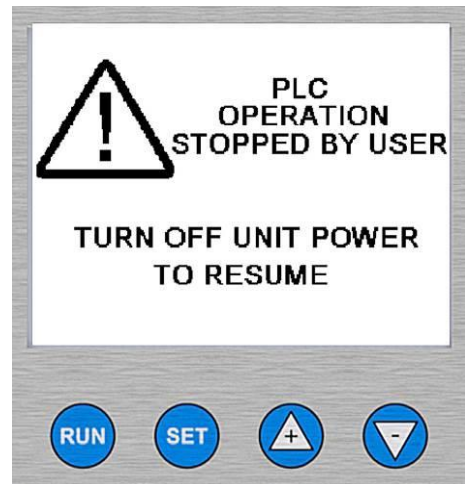 !
PLC
OPERATION
STOPPED BY USER
TURN OFF UNIT POWER
TO RESUME
RUN
SET
+
-